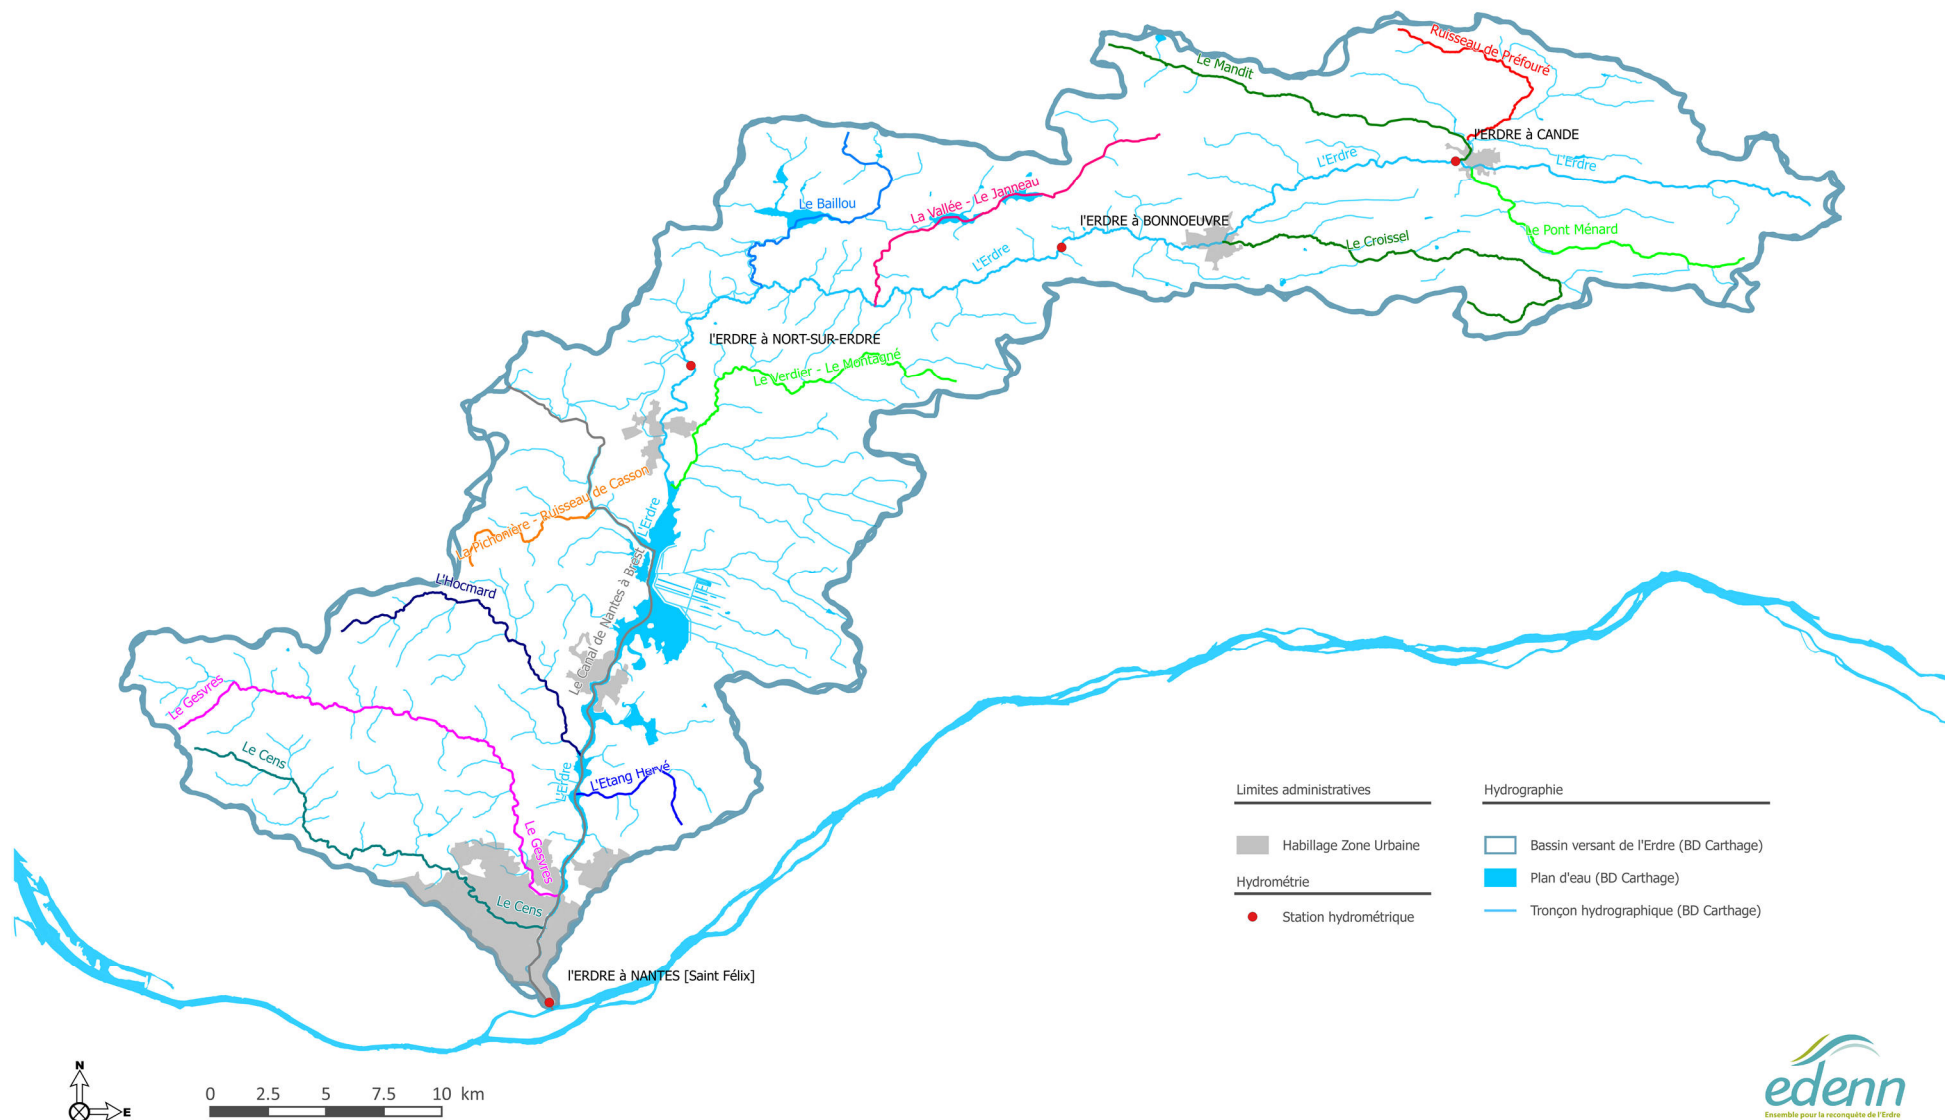 Ruisseau de Préfouré
Le Mandit
l'ERDRE à CANDE
L'Erdre
L'Erdre
La Vallée - Le Janneau
Le Baillou
l'ERDRE à BONNOEUVRE
Le Croissel
Le Pont Ménard
L'Erdre
l'ERDRE à NORT-SUR-ERDRE
Le Verdier - Le Montagné
La Pichonière - Ruisseau de Casson
L'Erdre
L'Hocmard
Le Canal de Nantes à Brest
Le Gesvres
Le Cens
L'Erdre
L'Etang Hervé
Le Gesvres
Le Cens
l'ERDRE à NANTES [Saint Félix]
Limites administratives
Habillage Zone Urbaine
Hydrométrie
Station hydrométrique
Hydrographie
Bassin versant de l'Erdre (BD Carthage)
Plan d'eau (BD Carthage)
Tronçon hydrographique (BD Carthage)
N
E
0 2.5 5 7.5 10 km
edenn
Ensemble pour la reconquête de l'Erdre